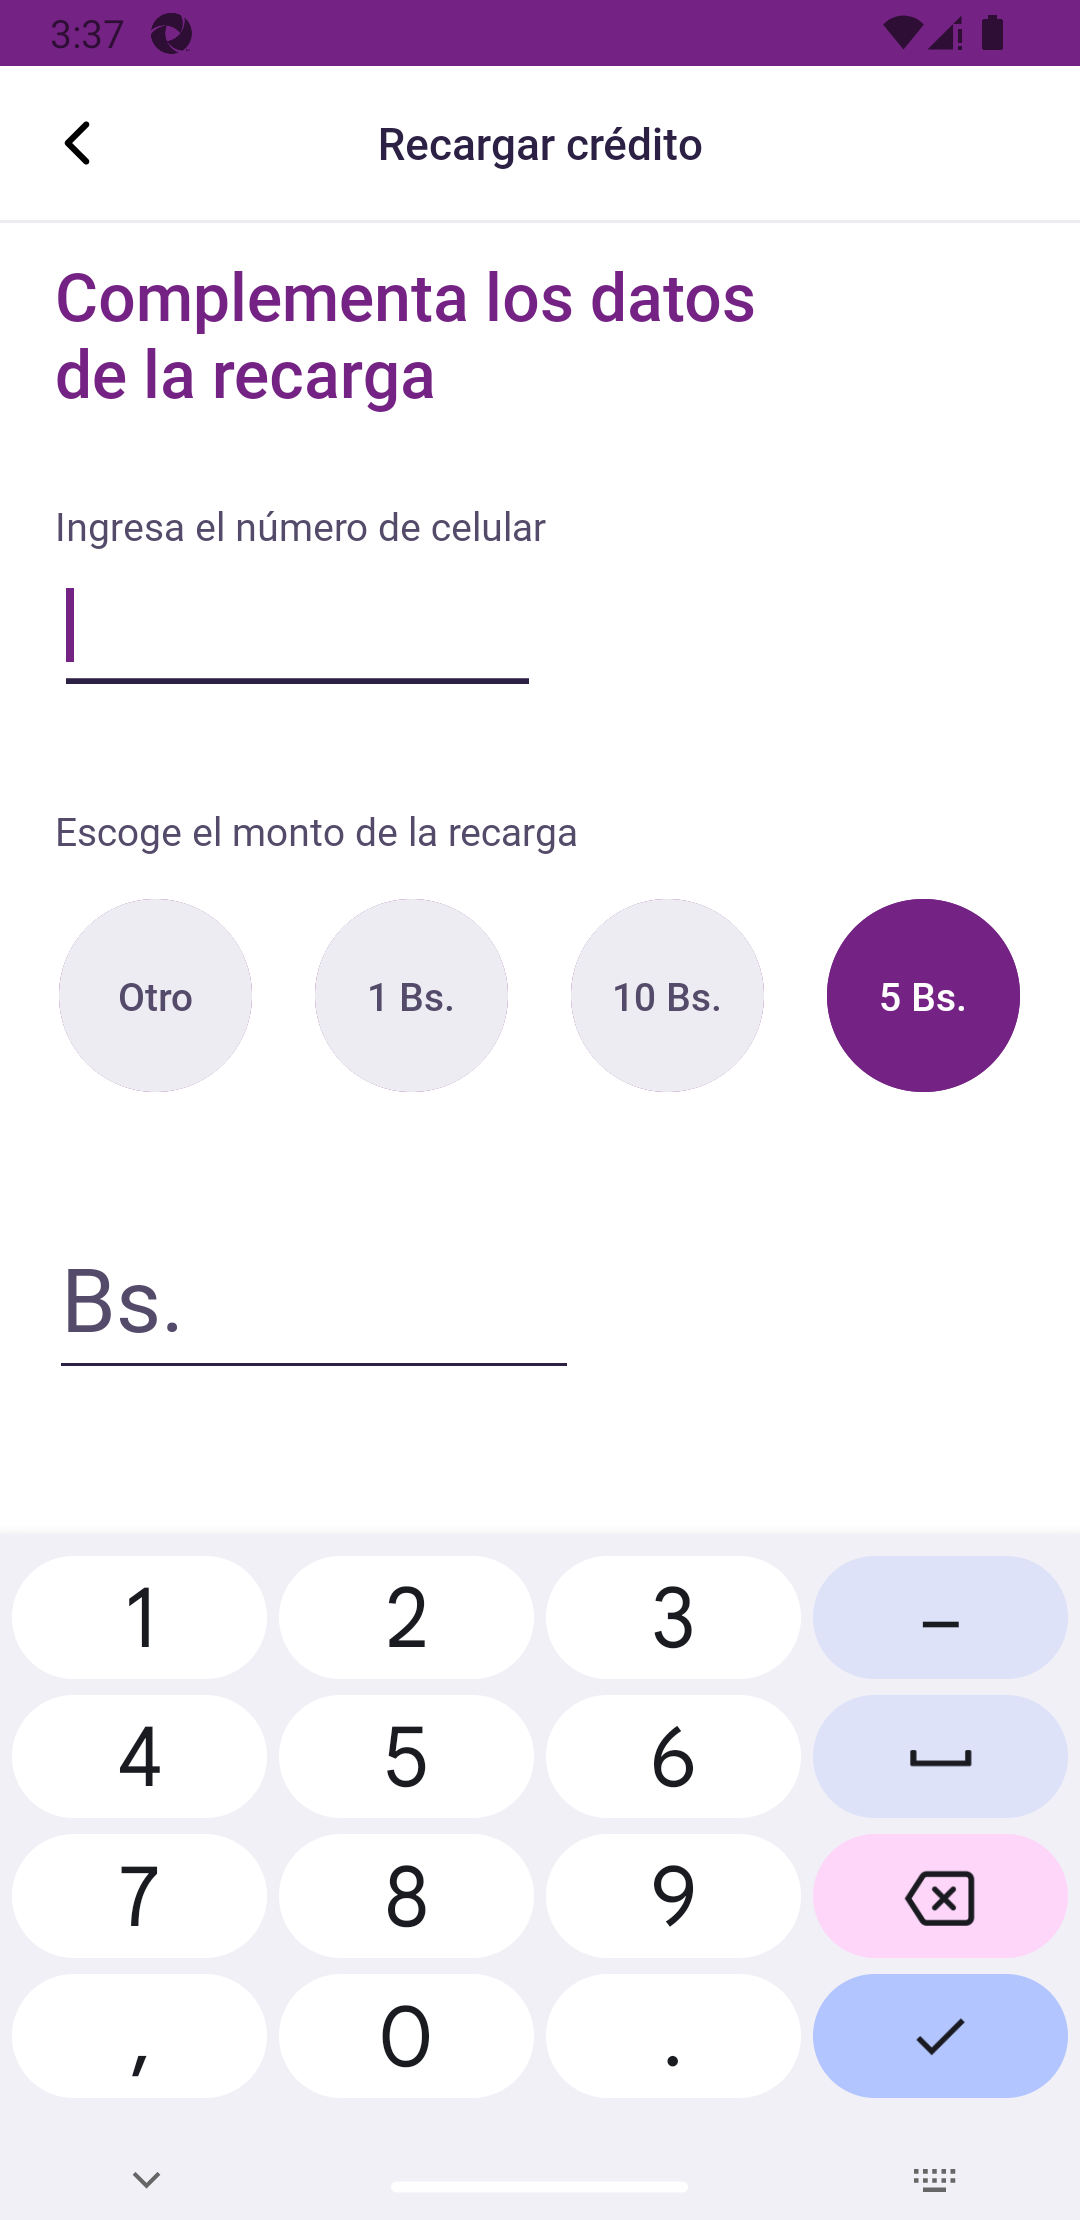 3:37
Recargar crédito
Complementa los datos
de la recarga
Ingresa el número de celular
Escoge el monto de la recarga
Otro
1 Bs.
10 Bs.
5 Bs.
Bs.
1 2 3 –
4 5 6
7 8 9
, 0 .